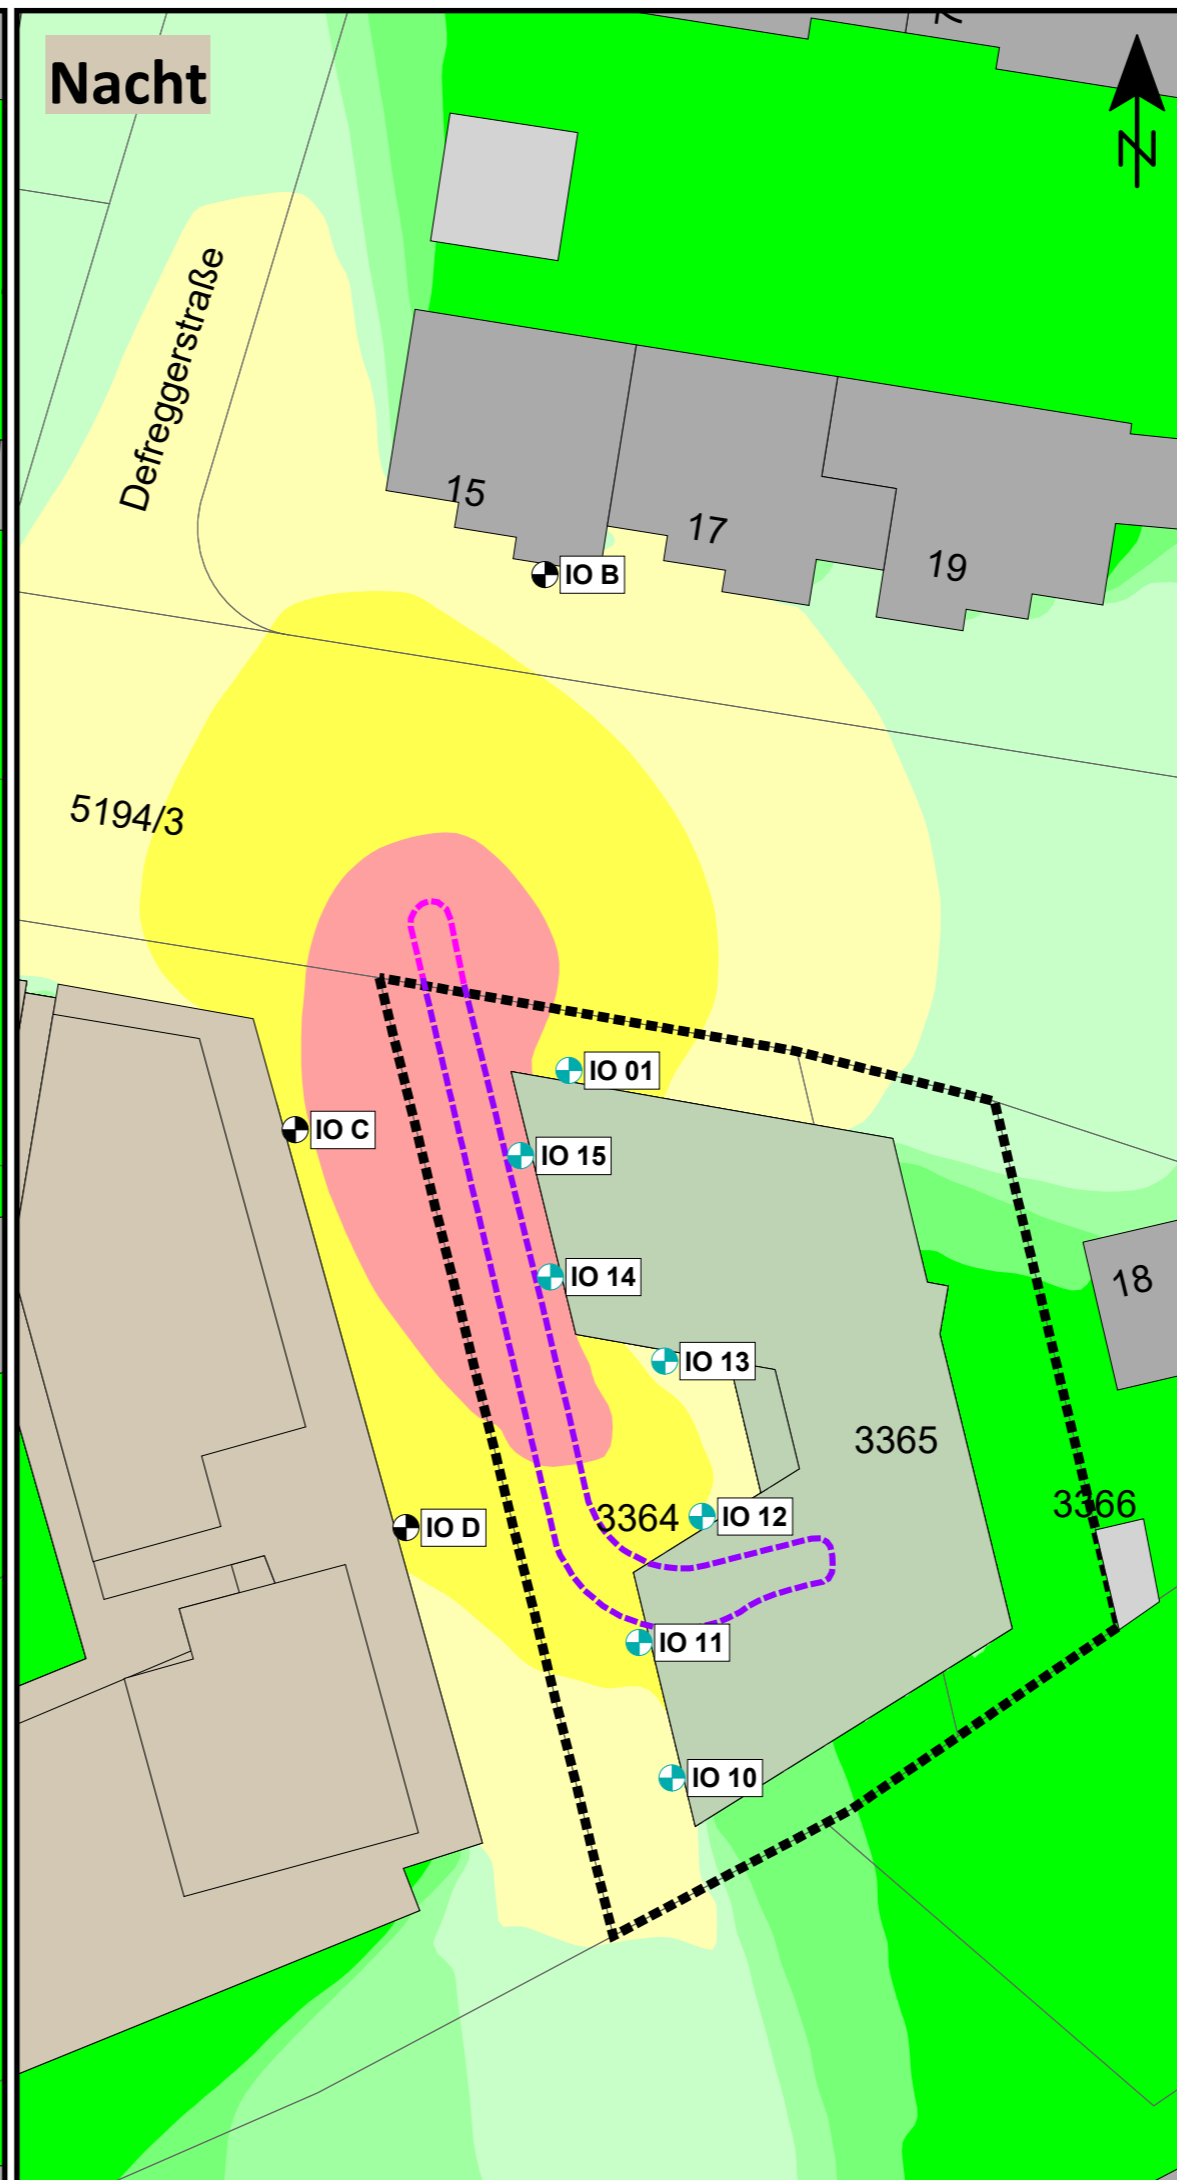 Nacht
N
Defreggerstraße
15
17
19
IO B
5194/3
IO 01
IO C
IO 15
IO 14
18
IO 13
3365
3366
3364
IO 12
IO D
IO 11
IO 10